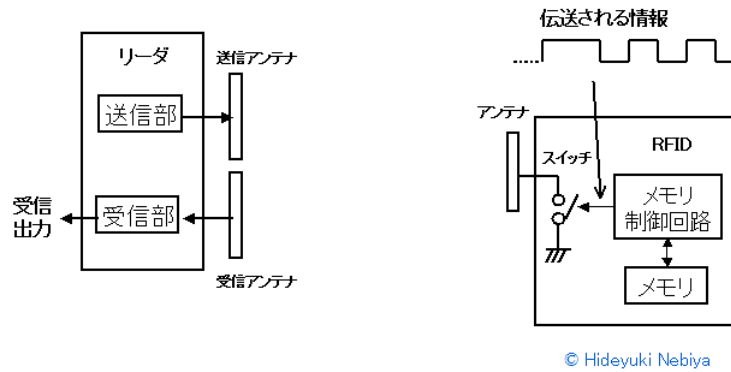 伝送される情報
リーダ
送信アンテナ
送信部
受信
出力
受信部
受信アンテナ
アンテナ
RFID
スイッチ
メモリ
制御回路
メモリ
© Hideyuki Nebiya